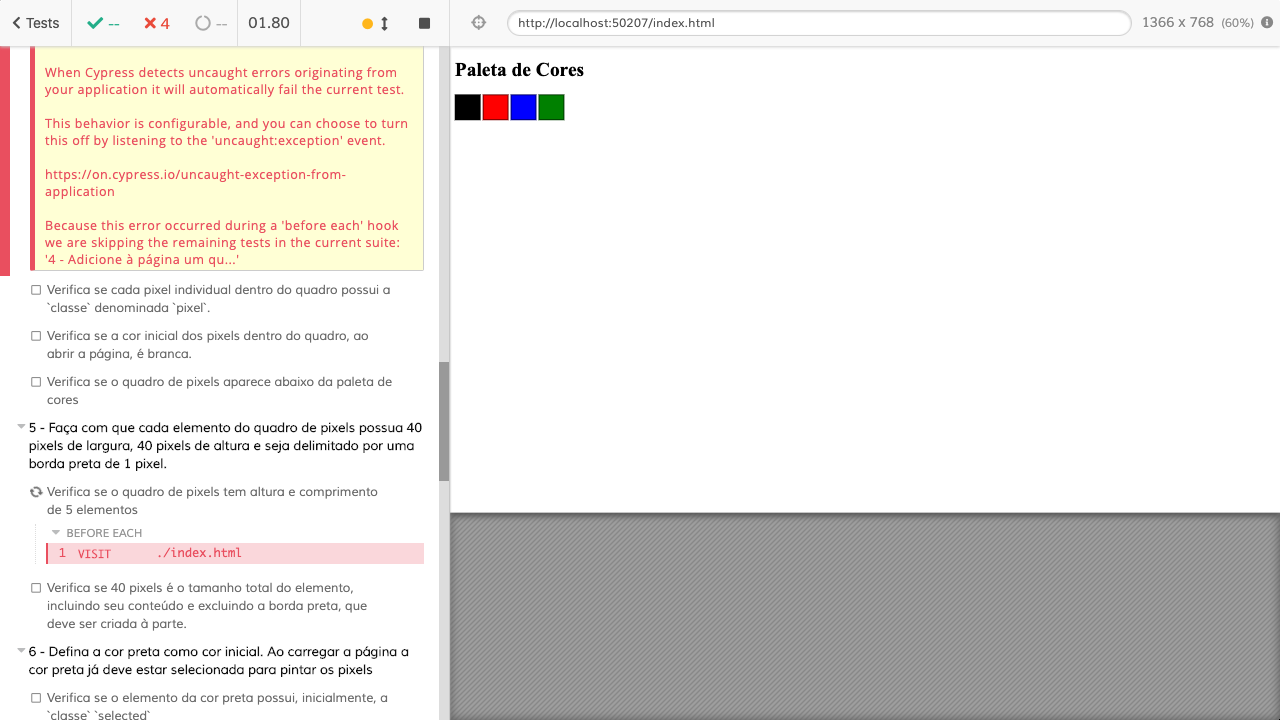 Tests
--
4
--
01.80
http://localhost:50207/index.html
1366 x 768 (60%)
When Cypress detects uncaught errors originating from
your application it will automatically fail the current test.
This behavior is configurable, and you can choose to turn
this off by listening to the 'uncaught:exception' event.
https://on.cypress.io/uncaught-exception-from-
application
Because this error occurred during a 'before each' hook
we are skipping the remaining tests in the current suite:
'4 - Adicione à página um qu...'
Verifica se cada pixel individual dentro do quadro possui a
`classe` denominada `pixel`.
Verifica se a cor inicial dos pixels dentro do quadro, ao
abrir a página, é branca.
Verifica se o quadro de pixels aparece abaixo da paleta de
cores
5 - Faça com que cada elemento do quadro de pixels possua 40
pixels de largura, 40 pixels de altura e seja delimitado por uma
borda preta de 1 pixel.
Verifica se o quadro de pixels tem altura e comprimento
de 5 elementos
BEFORE EACH
1 VISIT ./index.html
Verifica se 40 pixels é o tamanho total do elemento,
incluindo seu conteúdo e excluindo a borda preta, que
deve ser criada à parte.
6 - Defina a cor preta como cor inicial. Ao carregar a página a
cor preta já deve estar selecionada para pintar os pixels
Verifica se o elemento da cor preta possui, inicialmente, a
`classe` `selected`
Paleta de Cores